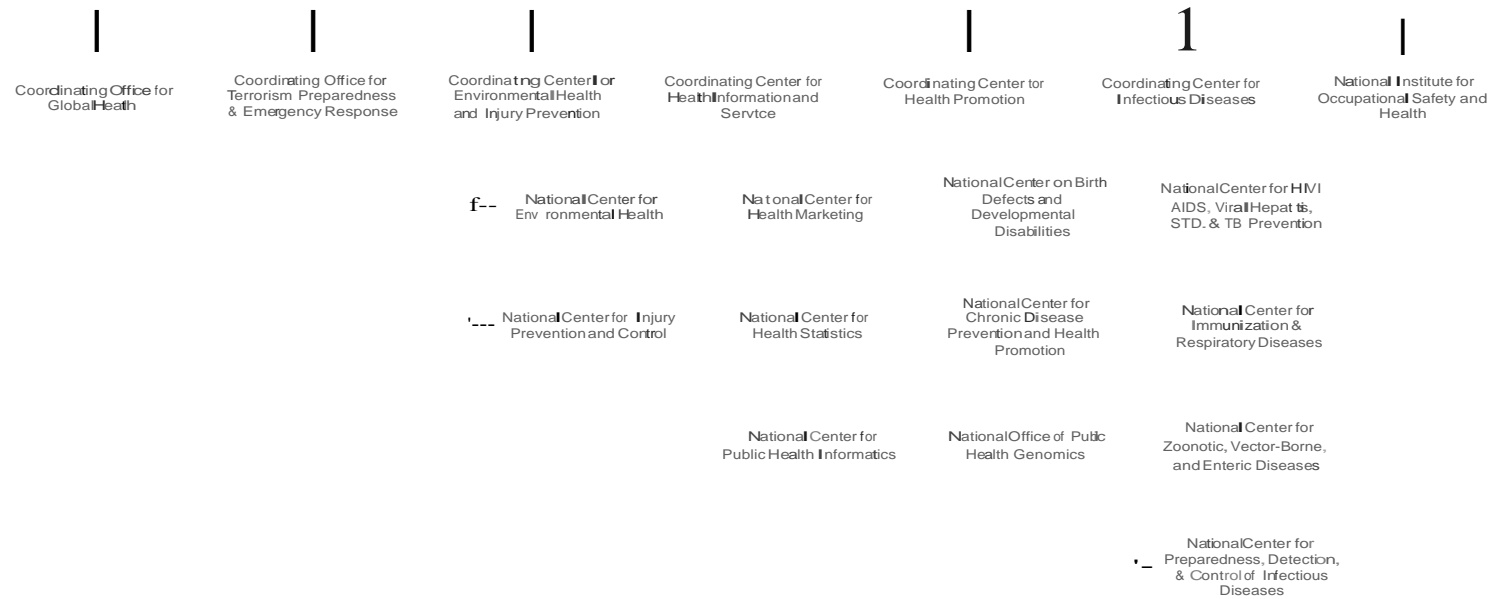 Coordinating Office for
Global Health
Coordinating Office for
Terrorism Preparedness
& Emergency Response
Coordinating Center for
Environmental Health
and Injury Prevention
Coordinating Center for
Health Information and
Servtce
Coordinating Center tor
Health Promotion
Coordinating Center for
Infectious Diseases
National Institute for
Occupational Safety and
Health
National Center for
Env ronmental Health
Nat onal Center for
Health Marketing
National Center on Birth
Defects and
Developmental
Disabilities
National Center for HIVI
AIDS, Viral Hepat tis,
STD. & TB Prevention
National Center for Injury
Prevention and Control
National Center for
Health Statistics
National Center for
Chronic Disease
Prevention and Health
Promotion
National Center for
Immunization &
Respiratory Diseases
National Center for
Public Health Informatics
National Office of Public
Health Genomics
National Center for
Zoonotic, Vector-Borne,
and Enteric Diseases
National Center for
Preparedness, Detection,
& Control of Infectious
Diseases